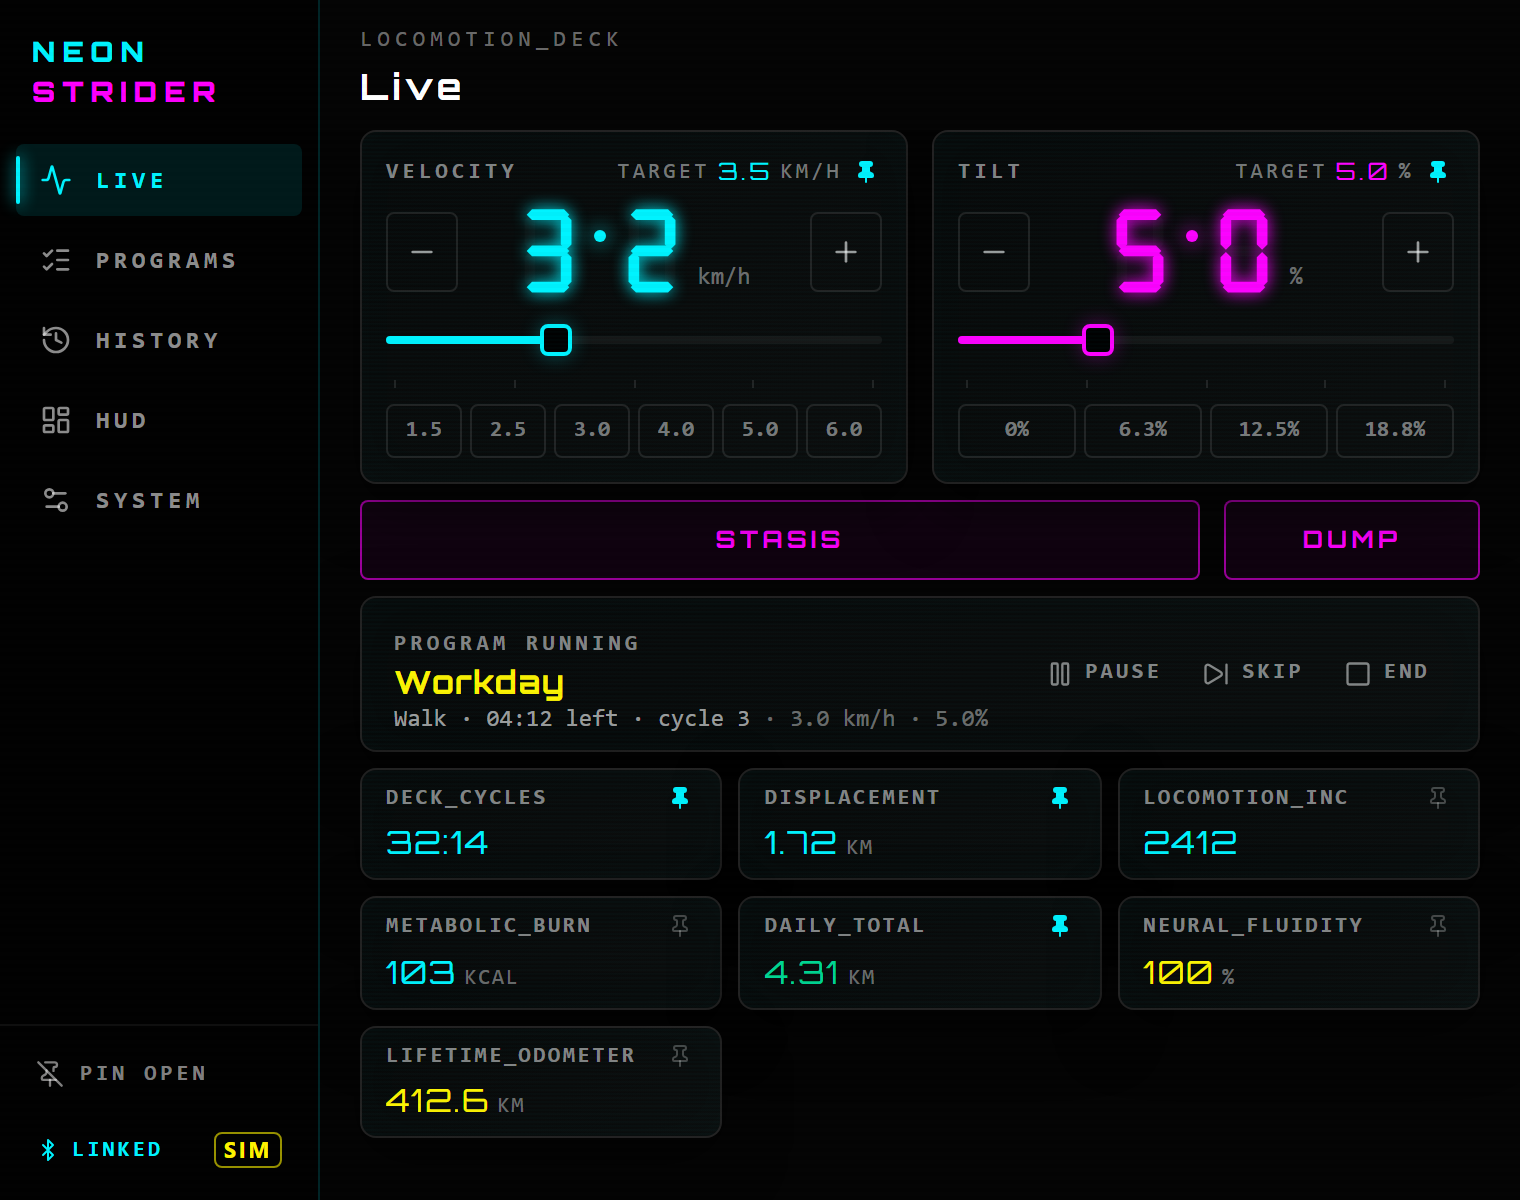 NEON
STRIDER
LIVE
PROGRAMS
HISTORY
HUD
SYSTEM
PIN OPEN
LINKED
SIM
LOCOMOTION_DECK
Live
VELOCITY TARGET 3.5 KM/H
3.2 km/h
1.5 2.5 3.0 4.0 5.0 6.0
TILT TARGET 5.0 %
5.0 %
0% 6.3% 12.5% 18.8%
STASIS
DUMP
PROGRAM RUNNING
Workday
Walk · 04:12 left · cycle 3 · 3.0 km/h · 5.0%
PAUSE SKIP END
DECK_CYCLES
32:14
DISPLACEMENT
1.72 KM
LOCOMOTION_INC
2412
METABOLIC_BURN
103 KCAL
DAILY_TOTAL
4.31 KM
NEURAL_FLUIDITY
100 %
LIFETIME_ODOMETER
412.6 KM